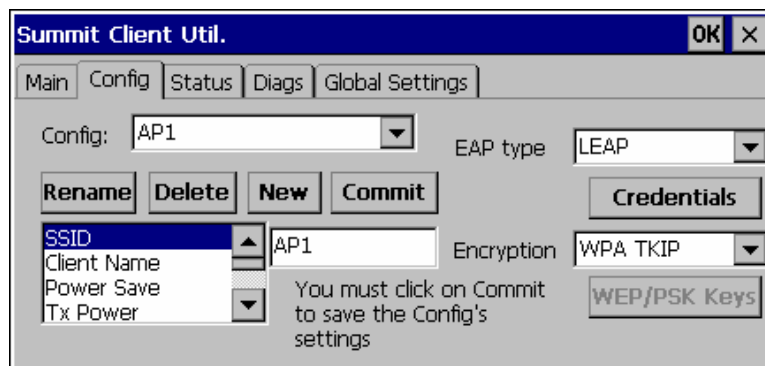 Summit Client Util. OK ×
Main Config Status Diags Global Settings
Config: AP1
EAP type LEAP
Rename Delete New Commit
Credentials
SSID
Client Name
Power Save
Tx Power
AP1
Encryption WPA TKIP
You must click on Commit
to save the Config's
settings
WEP/PSK Keys